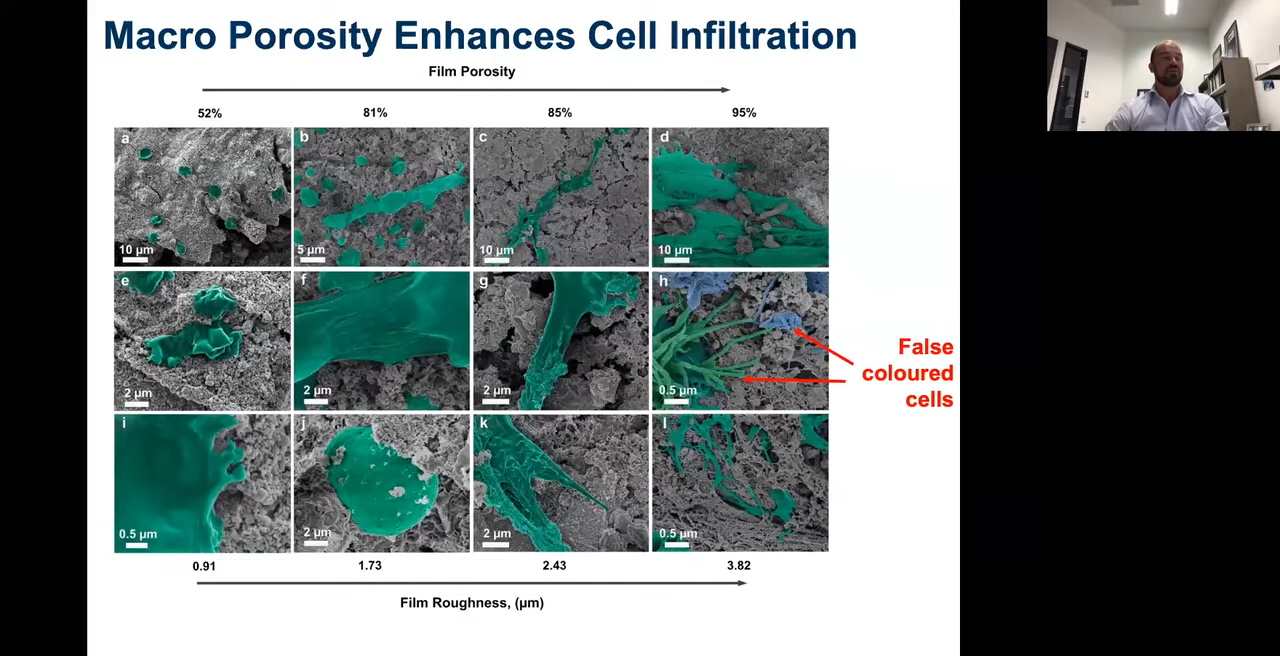 Macro Porosity Enhances Cell Infiltration
Film Porosity
52% 81% 85% 95%
a b c d
10 µm 5 µm 10 µm 10 µm
e f g h
2 µm 2 µm 2 µm 0.5 µm
False
coloured
cells
i j k l
0.5 µm 2 µm 2 µm 0.5 µm
0.91 1.73 2.43 3.82
Film Roughness, (µm)